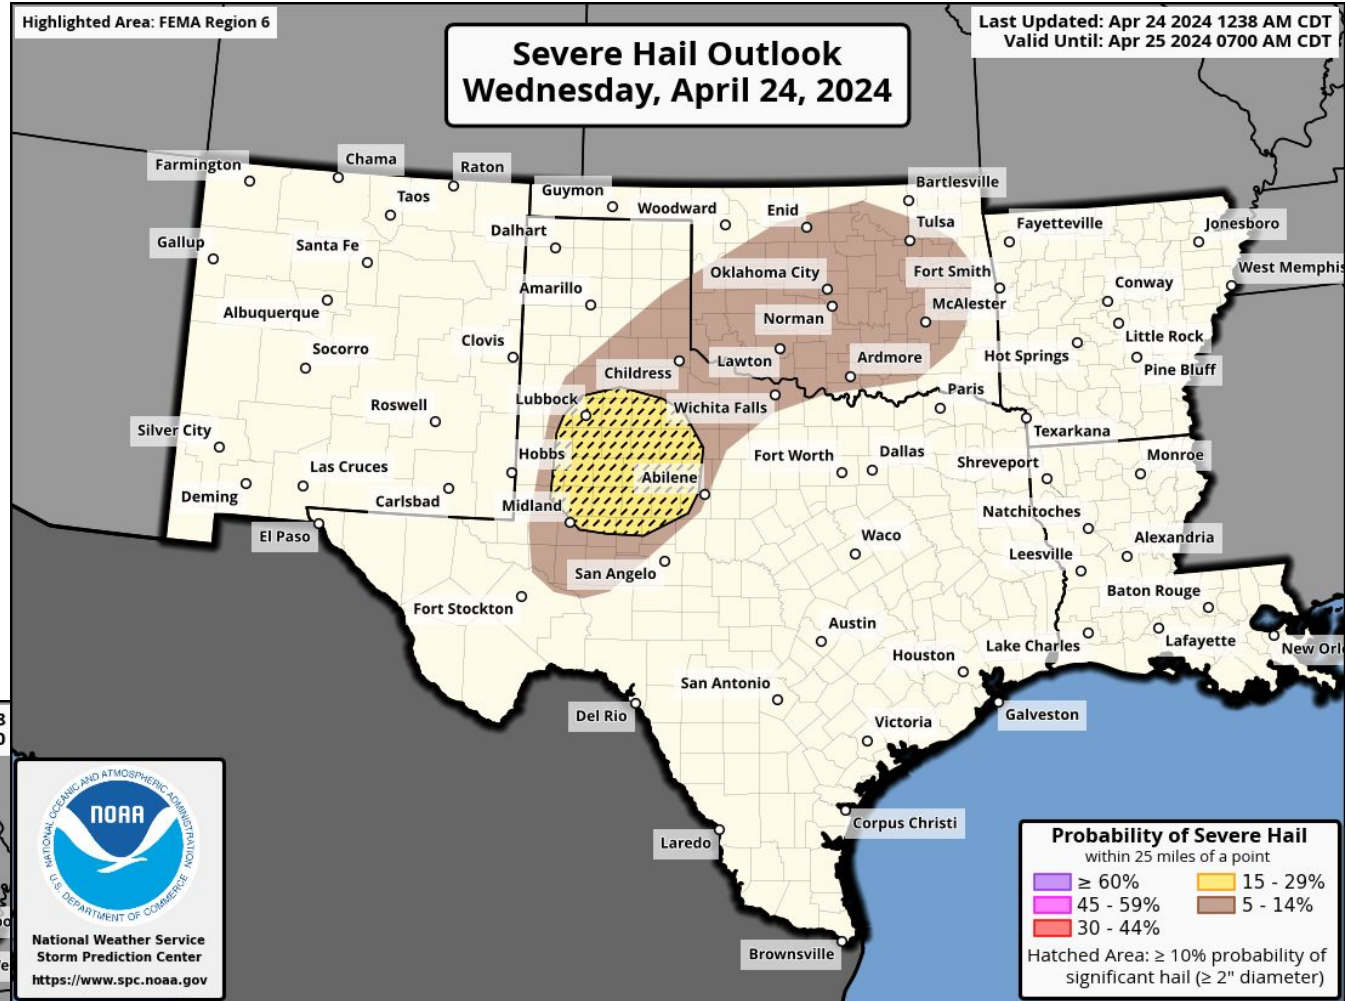 Highlighted Area: FEMA Region 6
Last Updated: Apr 24 2024 1238 AM CDT
Valid Until: Apr 25 2024 0700 AM CDT
Severe Hail Outlook
Wednesday, April 24, 2024
Farmington
Chama
Raton
Taos
Guymon
Woodward
Enid
Bartlesville
Tulsa
Fayetteville
Jonesboro
Gallup
Santa Fe
Dalhart
Oklahoma City
Fort Smith
West Memphis
Albuquerque
Amarillo
Norman
McAlester
Conway
Socorro
Clovis
Childress
Lawton
Ardmore
Hot Springs
Little Rock
Pine Bluff
Silver City
Roswell
Lubbock
Wichita Falls
Paris
Texarkana
Deming
Las Cruces
Carlsbad
Hobbs
Abilene
Fort Worth
Dallas
Shreveport
Monroe
El Paso
Midland
Waco
Natchitoches
Alexandria
San Angelo
Leesville
Fort Stockton
Austin
Baton Rouge
Houston
Lake Charles
Lafayette
New Orl
San Antonio
Del Rio
Victoria
Galveston
Laredo
Corpus Christi
Brownsville
8
0
NATIONAL OCEANIC AND ATMOSPHERIC ADMINISTRATION
NOAA
U.S. DEPARTMENT OF COMMERCE
National Weather Service
Storm Prediction Center
https://www.spc.noaa.gov
Probability of Severe Hail
within 25 miles of a point
≥ 60%
15 - 29%
45 - 59%
5 - 14%
30 - 44%
Hatched Area: ≥ 10% probability of
significant hail (≥ 2" diameter)